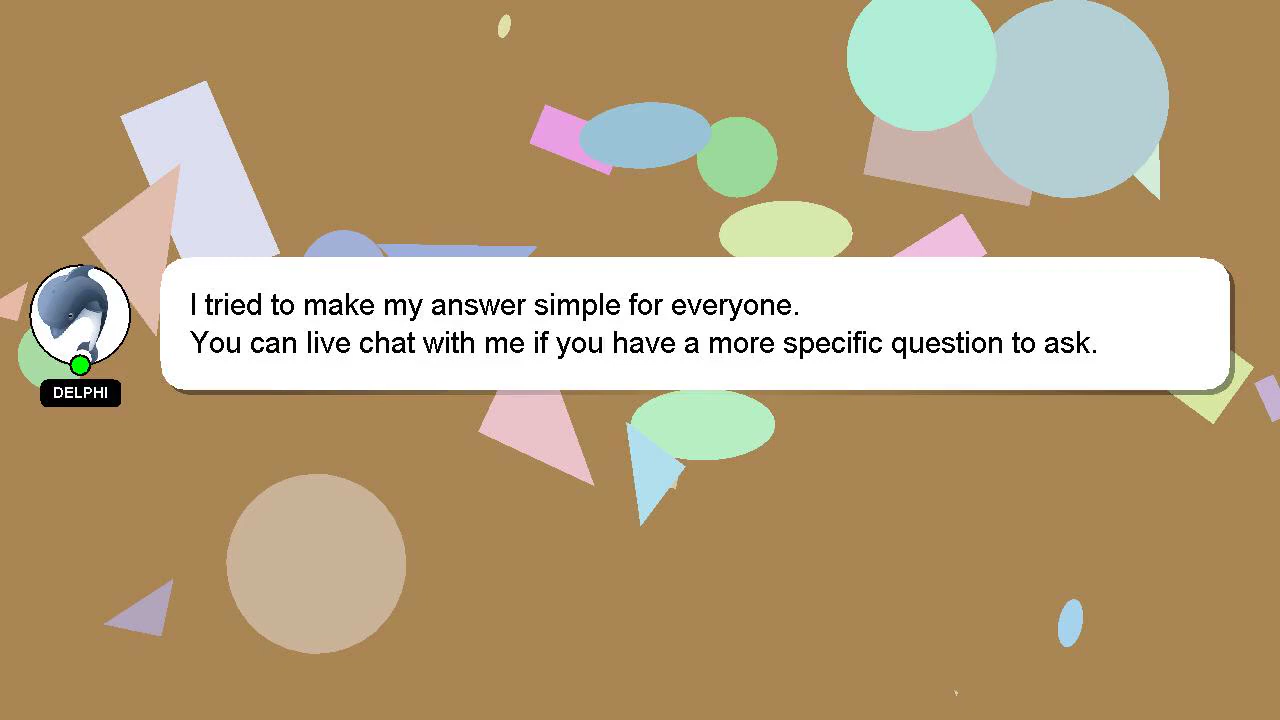 I tried to make my answer simple for everyone.
You can live chat with me if you have a more specific question to ask.
DELPHI